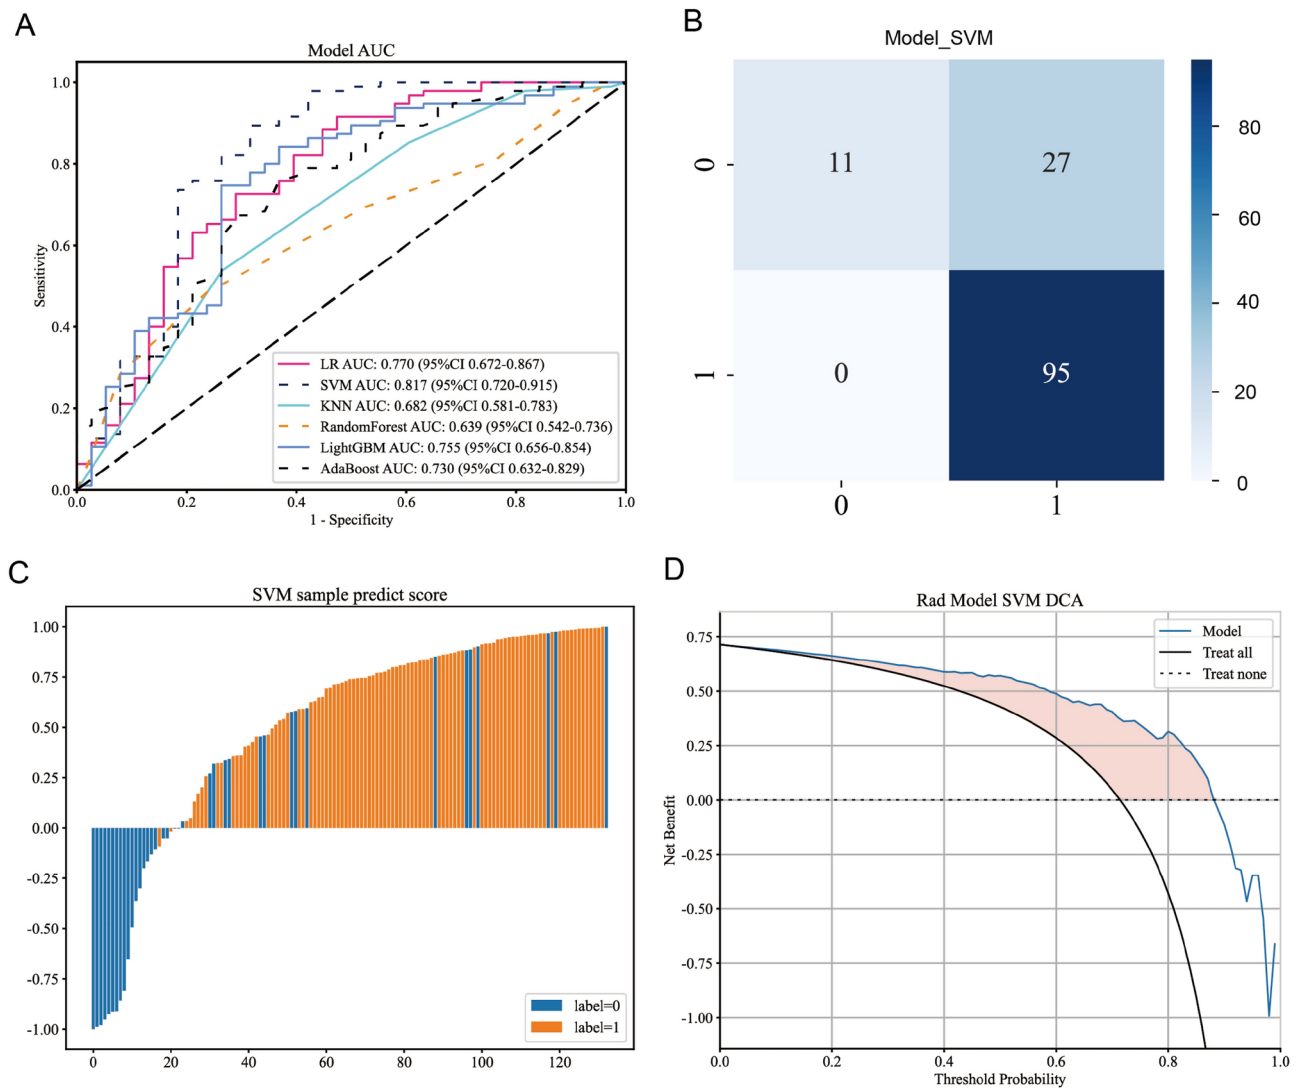 A
Model AUC
1.0
0.8
0.6
0.4
0.2
0.0
Sensitivity
0.0 0.2 0.4 0.6 0.8 1.0
1 - Specificity
LR AUC: 0.770 (95%CI 0.672-0.867)
SVM AUC: 0.817 (95%CI 0.720-0.915)
KNN AUC: 0.682 (95%CI 0.581-0.783)
RandomForest AUC: 0.639 (95%CI 0.542-0.736)
LightGBM AUC: 0.755 (95%CI 0.656-0.854)
AdaBoost AUC: 0.730 (95%CI 0.632-0.829)
B
Model_SVM
0
11 27
1
0 95
0 1
80
60
40
20
0
C
SVM sample predict score
1.00
0.75
0.50
0.25
0.00
-0.25
-0.50
-0.75
-1.00
0 20 40 60 80 100 120
label=0
label=1
D
Rad Model SVM DCA
0.75
0.50
0.25
0.00
-0.25
-0.50
-0.75
-1.00
Net Benefit
0.0 0.2 0.4 0.6 0.8 1.0
Threshold Probability
Model
Treat all
Treat none